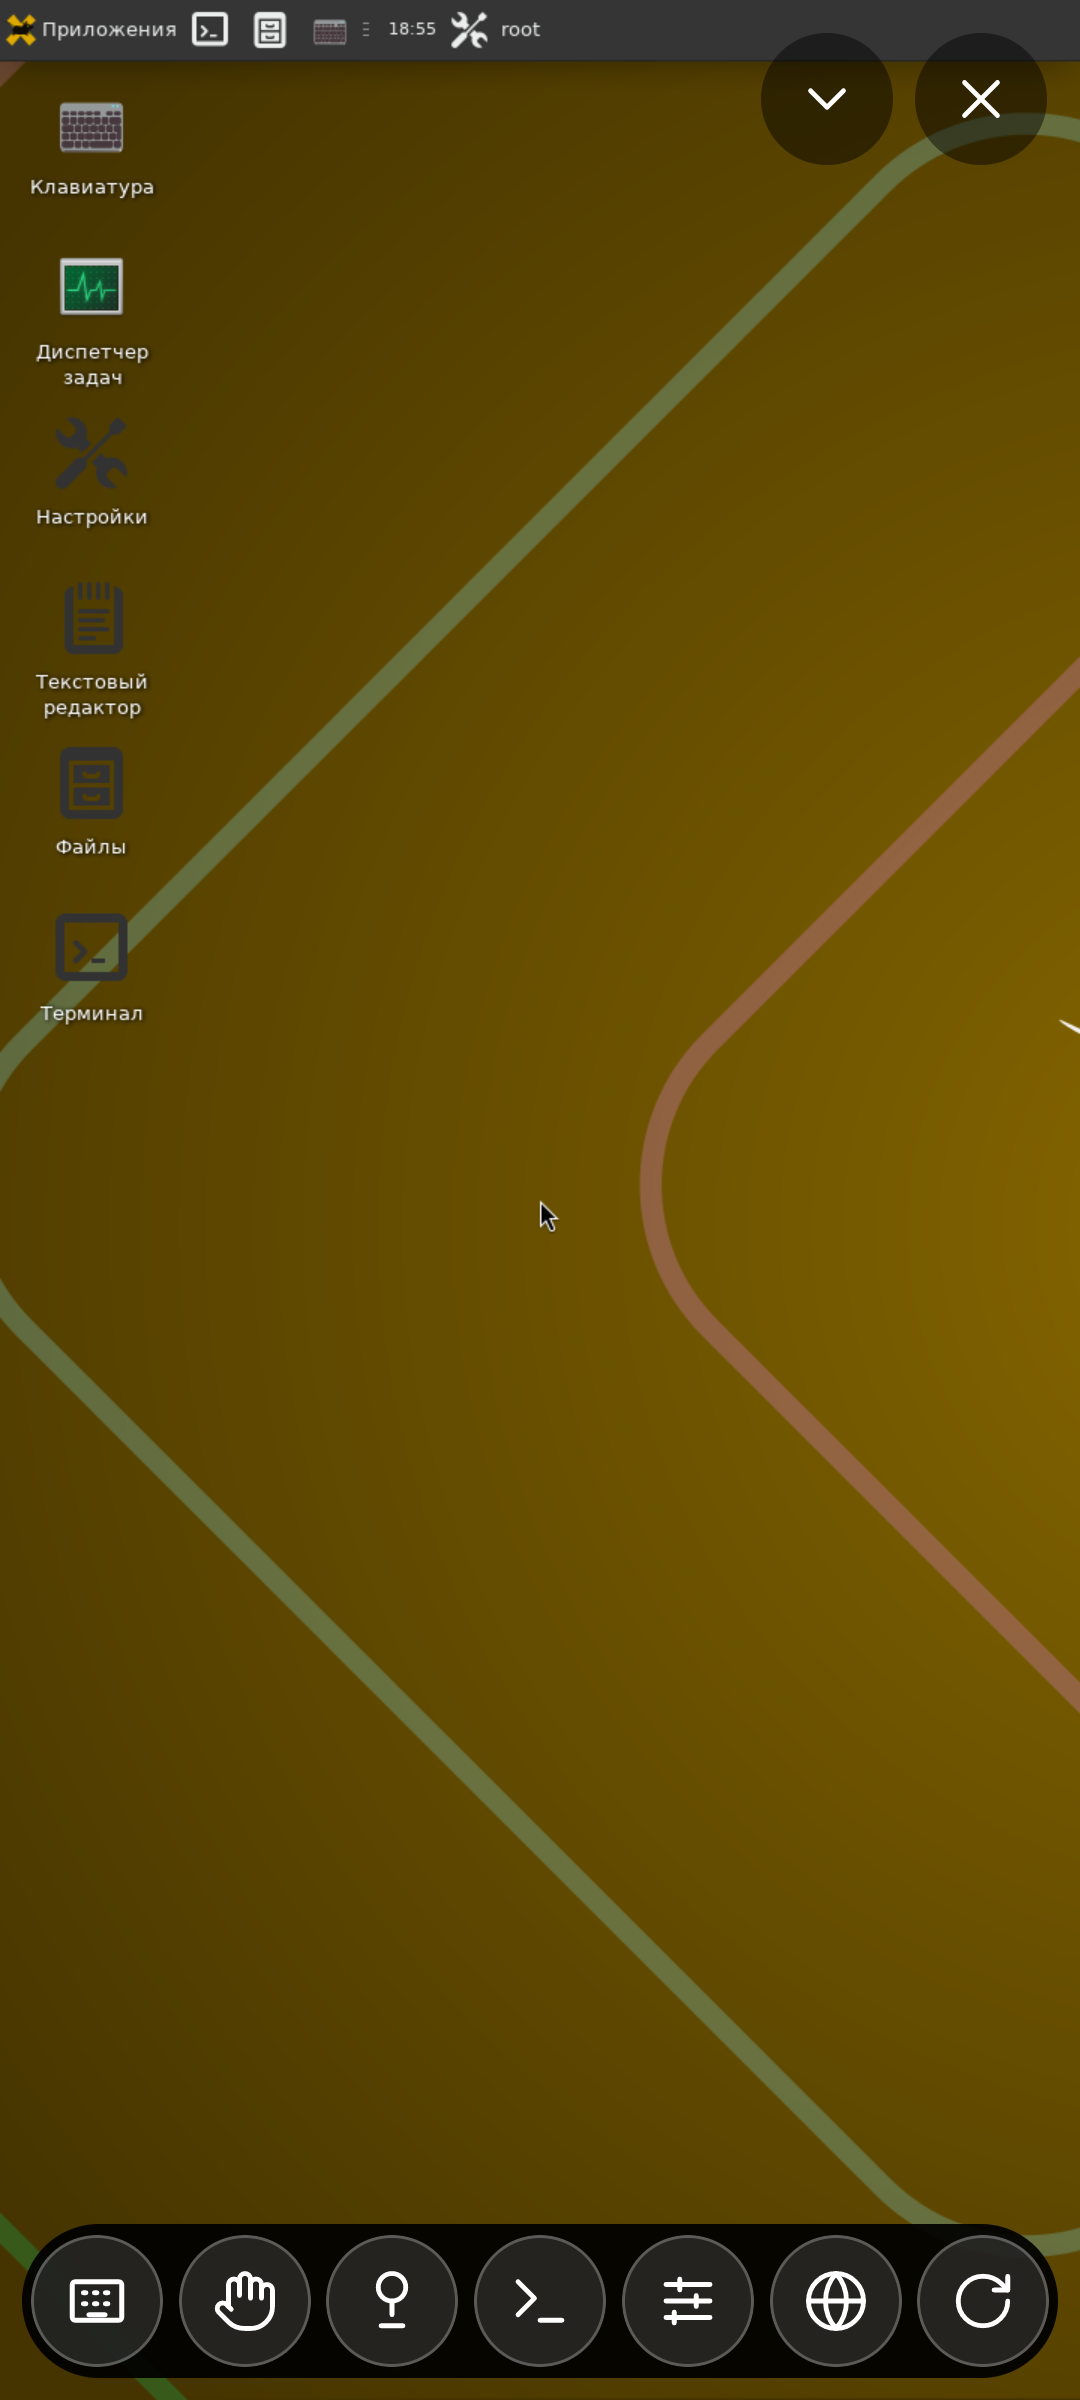 Приложения 18:55 root
Клавиатура
Диспетчер
задач
Настройки
Текстовый
редактор
Файлы
Терминал